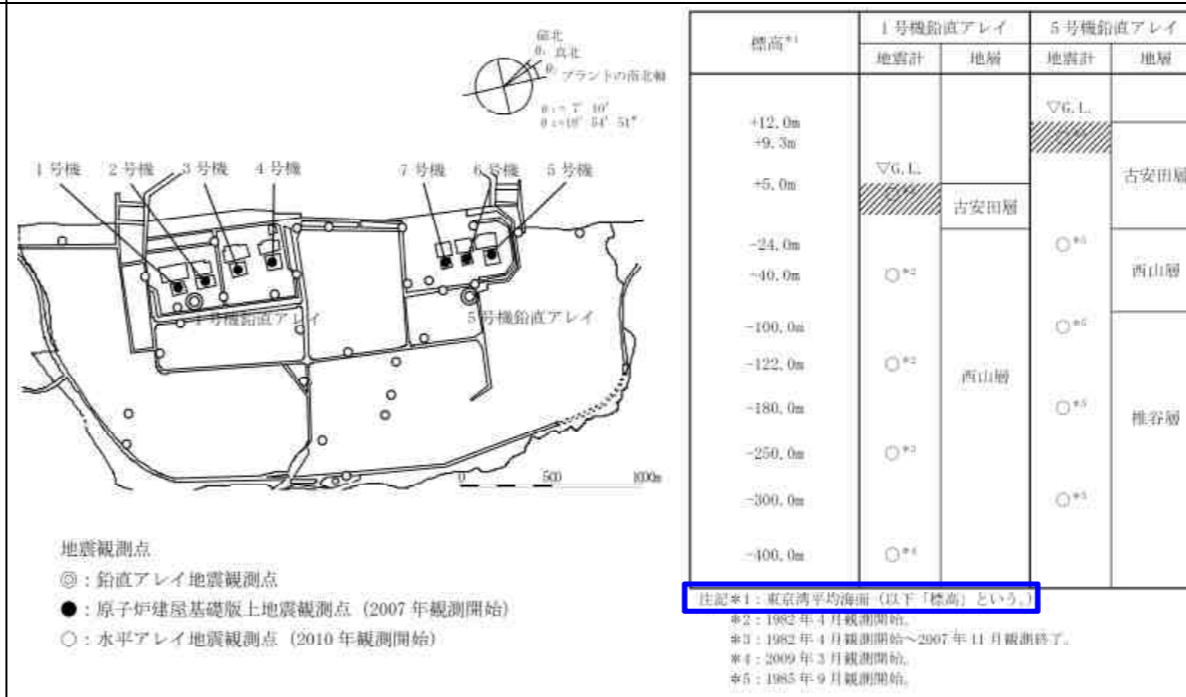 磁北
θ₁ 真北
θ₂ プラントの南北軸
θ₁= 7° 10′
θ₂=18° 54′ 51″
1号機 2号機 3号機 4号機 7号機 6号機 5号機
1号機鉛直アレイ 5号機鉛直アレイ
0 500 1000m
地震観測点
◎：鉛直アレイ地震観測点
●：原子炉建屋基礎版上地震観測点（2007年観測開始）
○：水平アレイ地震観測点（2010年観測開始）
標高*1 1号機鉛直アレイ 5号機鉛直アレイ
地震計 地層 地震計 地層
▽G.L.
+12.0m
+9.3m
古安田層
▽G.L.
+5.0m
古安田層
-24.0m ○*5
西山層
-40.0m ○*2
-100.0m ○*5
-122.0m ○*2
西山層
-180.0m ○*5 椎谷層
-250.0m ○*3
-300.0m ○*5
-400.0m ○*4
注記*1：東京湾平均海面（以下「標高」という。）
*2：1982年4月観測開始。
*3：1982年4月観測開始～2007年11月観測終了。
*4：2009年3月観測開始。
*5：1985年9月観測開始。